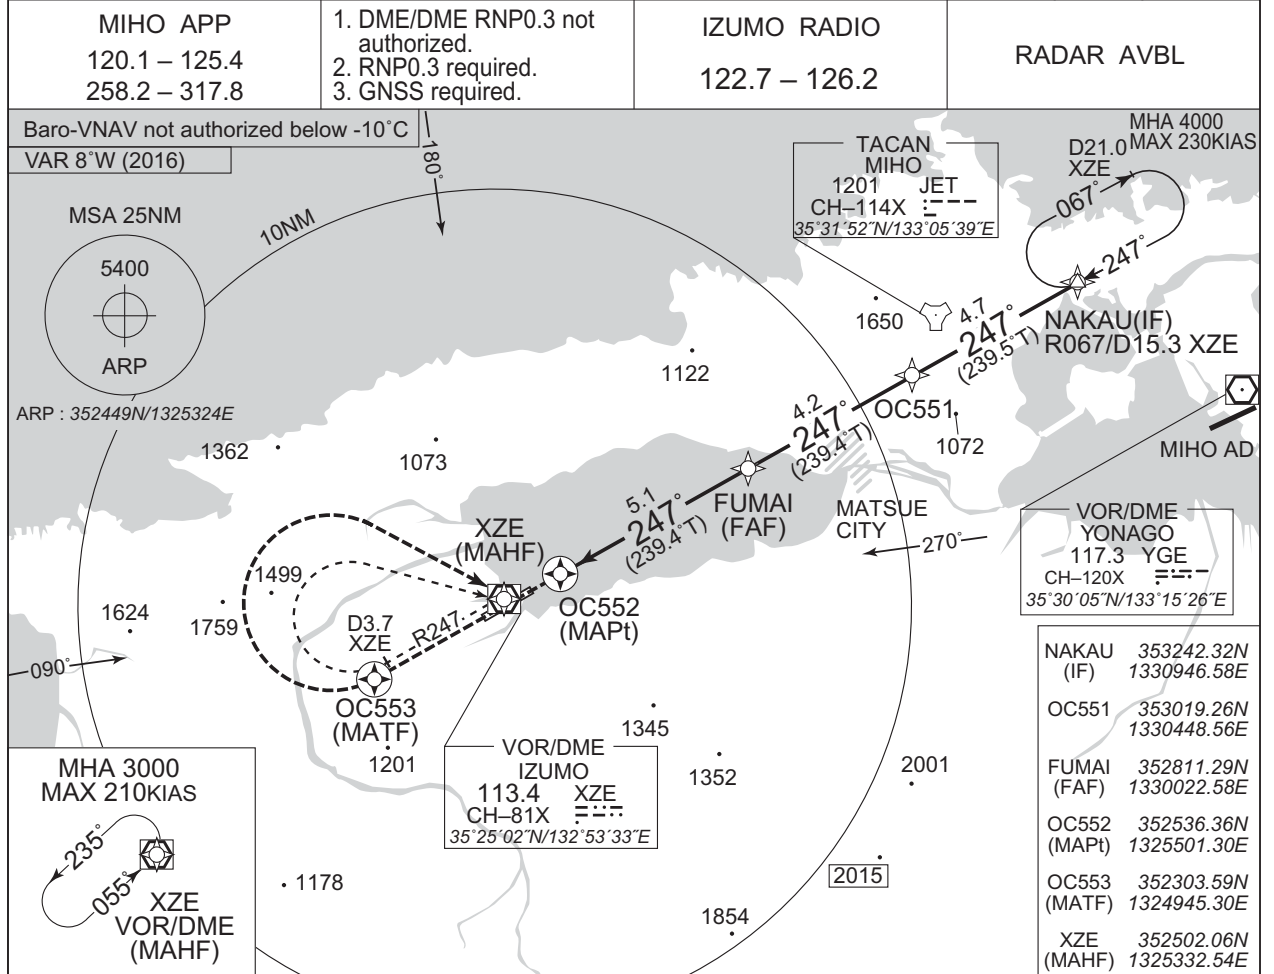 MIHO APP
120.1 – 125.4
258.2 – 317.8
1. DME/DME RNP0.3 not
authorized.
2. RNP0.3 required.
3. GNSS required.
IZUMO RADIO
122.7 – 126.2
RADAR AVBL
Baro-VNAV not authorized below -10˚C
VAR 8˚W (2016)
180˚
MSA 25NM
5400
ARP
ARP : 352449N/1325324E
10NM
TACAN
MIHO
1201 JET
CH–114X
35˚31´52˝N/133˚05´39˝E
MHA 4000
MAX 230KIAS
D21.0
XZE
067˚
247˚
NAKAU(IF)
R067/D15.3 XZE
4.7
247˚
(239.5˚T)
1650
OC551
1072
4.2
247˚
(239.4˚T)
1122
1362
1073
MIHO AD
FUMAI
(FAF)
MATSUE
CITY
270˚
5.1
247˚
(239.4˚T)
VOR/DME
YONAGO
117.3 YGE
CH–120X
35˚30´05˝N/133˚15´26˝E
XZE
(MAHF)
OC552
(MAPt)
1499
1624
1759
D3.7
XZE
R247
090˚
OC553
(MATF)
1201
1345
1352
2001
2015
1854
1178
VOR/DME
IZUMO
113.4 XZE
CH–81X
35˚25´02˝N/132˚53´33˝E
MHA 3000
MAX 210KIAS
235˚
055˚
XZE
VOR/DME
(MAHF)
NAKAU 353242.32N
(IF) 1330946.58E
OC551 353019.26N
1330448.56E
FUMAI 352811.29N
(FAF) 1330022.58E
OC552 352536.36N
(MAPt) 1325501.30E
OC553 352303.59N
(MATF) 1324945.30E
XZE 352502.06N
(MAHF) 1325332.54E